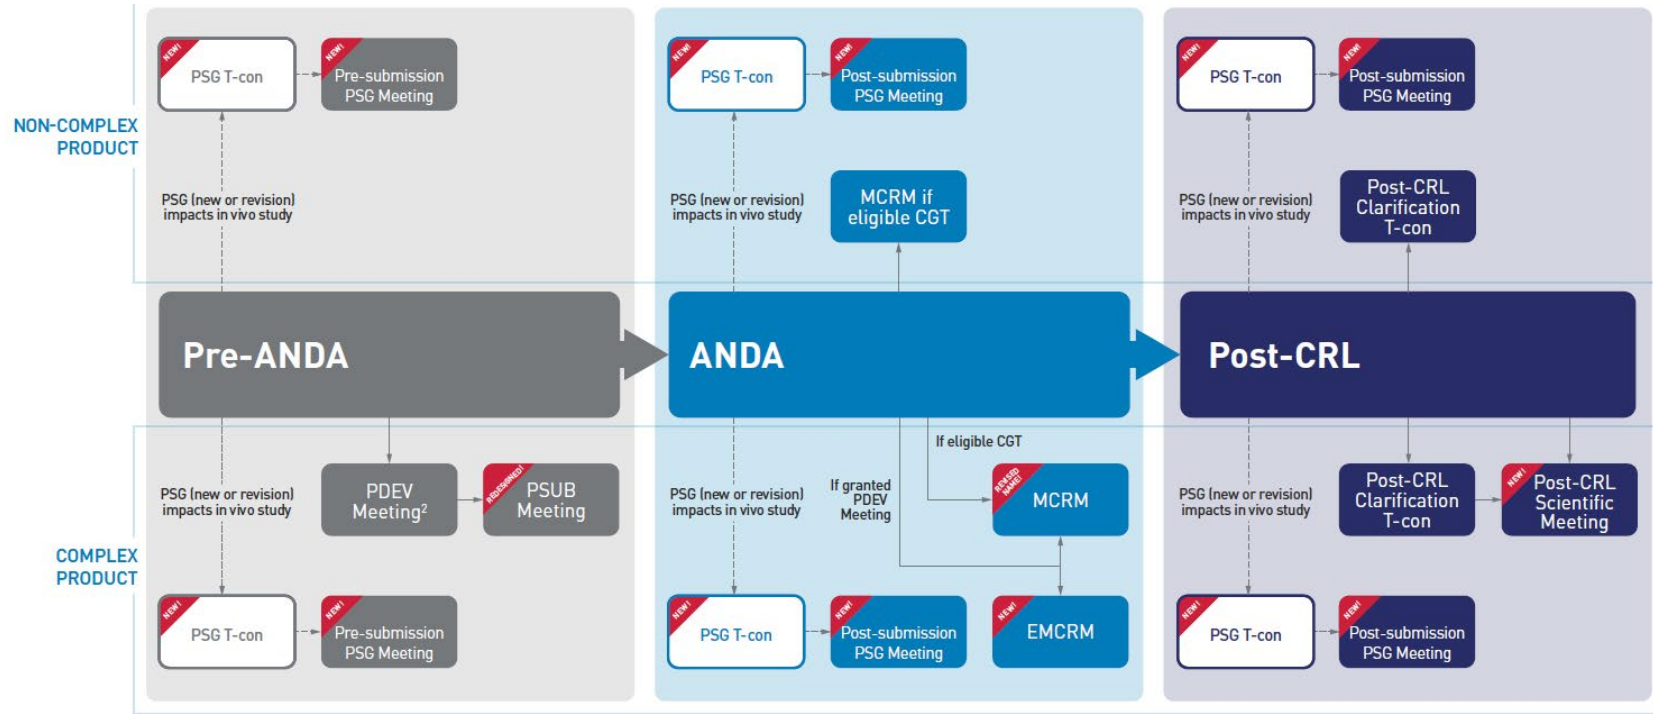 NEW!
PSG T-con
NEW!
Pre-submission
PSG Meeting
NEW!
PSG T-con
NEW!
Post-submission
PSG Meeting
NEW!
PSG T-con
NEW!
Post-submission
PSG Meeting
NON-COMPLEX
PRODUCT
PSG (new or revision)
impacts in vivo study
PSG (new or revision)
impacts in vivo study
MCRM if
eligible CGT
PSG (new or revision)
impacts in vivo study
Post-CRL
Clarification
T-con
Pre-ANDA
ANDA
Post-CRL
If eligible CGT
PSG (new or revision)
impacts in vivo study
PDEV
Meeting²
REDESIGNED!
PSUB
Meeting
PSG (new or revision)
impacts in vivo study
If granted
PDEV
Meeting
REVISED
NAME!
MCRM
PSG (new or revision)
impacts in vivo study
Post-CRL
Clarification
T-con
NEW!
Post-CRL
Scientific
Meeting
COMPLEX
PRODUCT
NEW!
PSG T-con
NEW!
Pre-submission
PSG Meeting
NEW!
PSG T-con
NEW!
Post-submission
PSG Meeting
NEW!
EMCRM
NEW!
PSG T-con
NEW!
Post-submission
PSG Meeting